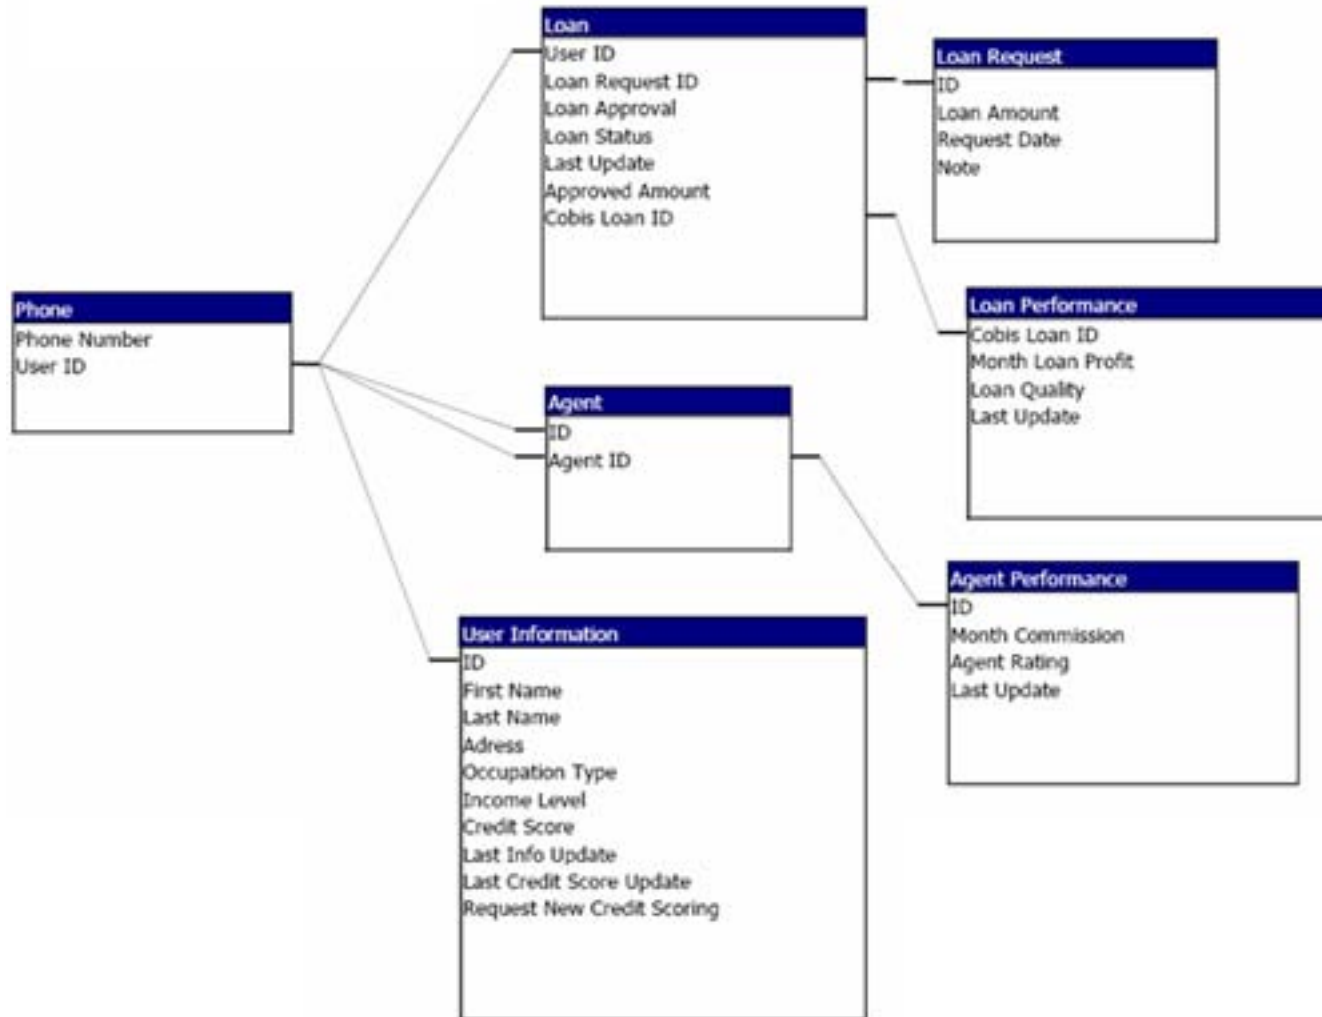 Loan
User ID
Loan Request ID
Loan Approval
Loan Status
Last Update
Approved Amount
Cobis Loan ID
Loan Request
ID
Loan Amount
Request Date
Note
Phone
Phone Number
User ID
Loan Performance
Cobis Loan ID
Month Loan Profit
Loan Quality
Last Update
Agent
ID
Agent ID
Agent Performance
ID
Month Commission
Agent Rating
Last Update
User Information
ID
First Name
Last Name
Adress
Occupation Type
Income Level
Credit Score
Last Info Update
Last Credit Score Update
Request New Credit Scoring